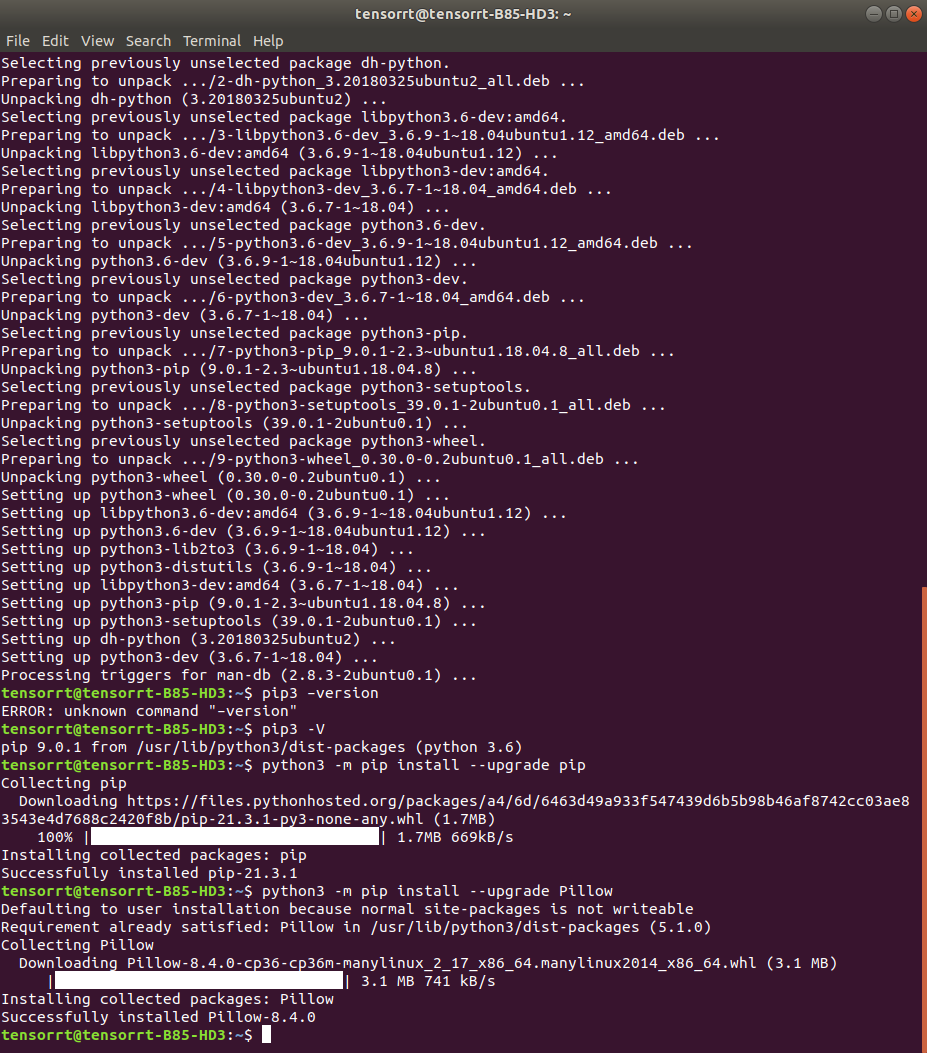 tensorrt@tensorrt-B85-HD3: ~
File Edit View Search Terminal Help
Selecting previously unselected package dh-python.
Preparing to unpack .../2-dh-python_3.20180325ubuntu2_all.deb ...
Unpacking dh-python (3.20180325ubuntu2) ...
Selecting previously unselected package libpython3.6-dev:amd64.
Preparing to unpack .../3-libpython3.6-dev_3.6.9-1~18.04ubuntu1.12_amd64.deb ...
Unpacking libpython3.6-dev:amd64 (3.6.9-1~18.04ubuntu1.12) ...
Selecting previously unselected package libpython3-dev:amd64.
Preparing to unpack .../4-libpython3-dev_3.6.7-1~18.04_amd64.deb ...
Unpacking libpython3-dev:amd64 (3.6.7-1~18.04) ...
Selecting previously unselected package python3.6-dev.
Preparing to unpack .../5-python3.6-dev_3.6.9-1~18.04ubuntu1.12_amd64.deb ...
Unpacking python3.6-dev (3.6.9-1~18.04ubuntu1.12) ...
Selecting previously unselected package python3-dev.
Preparing to unpack .../6-python3-dev_3.6.7-1~18.04_amd64.deb ...
Unpacking python3-dev (3.6.7-1~18.04) ...
Selecting previously unselected package python3-pip.
Preparing to unpack .../7-python3-pip_9.0.1-2.3~ubuntu1.18.04.8_all.deb ...
Unpacking python3-pip (9.0.1-2.3~ubuntu1.18.04.8) ...
Selecting previously unselected package python3-setuptools.
Preparing to unpack .../8-python3-setuptools_39.0.1-2ubuntu0.1_all.deb ...
Unpacking python3-setuptools (39.0.1-2ubuntu0.1) ...
Selecting previously unselected package python3-wheel.
Preparing to unpack .../9-python3-wheel_0.30.0-0.2ubuntu0.1_all.deb ...
Unpacking python3-wheel (0.30.0-0.2ubuntu0.1) ...
Setting up python3-wheel (0.30.0-0.2ubuntu0.1) ...
Setting up libpython3.6-dev:amd64 (3.6.9-1~18.04ubuntu1.12) ...
Setting up python3.6-dev (3.6.9-1~18.04ubuntu1.12) ...
Setting up python3-lib2to3 (3.6.9-1~18.04) ...
Setting up python3-distutils (3.6.9-1~18.04) ...
Setting up libpython3-dev:amd64 (3.6.7-1~18.04) ...
Setting up python3-pip (9.0.1-2.3~ubuntu1.18.04.8) ...
Setting up python3-setuptools (39.0.1-2ubuntu0.1) ...
Setting up dh-python (3.20180325ubuntu2) ...
Setting up python3-dev (3.6.7-1~18.04) ...
Processing triggers for man-db (2.8.3-2ubuntu0.1) ...
tensorrt@tensorrt-B85-HD3:~$ pip3 –version
ERROR: unknown command "–version"
tensorrt@tensorrt-B85-HD3:~$ pip3 -V
pip 9.0.1 from /usr/lib/python3/dist-packages (python 3.6)
tensorrt@tensorrt-B85-HD3:~$ python3 -m pip install --upgrade pip
Collecting pip
  Downloading https://files.pythonhosted.org/packages/a4/6d/6463d49a933f547439d6b5b98b46af8742cc03ae8
3543e4d7688c2420f8b/pip-21.3.1-py3-none-any.whl (1.7MB)
    100% |████████████████████████████████| 1.7MB 669kB/s
Installing collected packages: pip
Successfully installed pip-21.3.1
tensorrt@tensorrt-B85-HD3:~$ python3 -m pip install --upgrade Pillow
Defaulting to user installation because normal site-packages is not writeable
Requirement already satisfied: Pillow in /usr/lib/python3/dist-packages (5.1.0)
Collecting Pillow
  Downloading Pillow-8.4.0-cp36-cp36m-manylinux_2_17_x86_64.manylinux2014_x86_64.whl (3.1 MB)
     |████████████████████████████████| 3.1 MB 741 kB/s
Installing collected packages: Pillow
Successfully installed Pillow-8.4.0
tensorrt@tensorrt-B85-HD3:~$